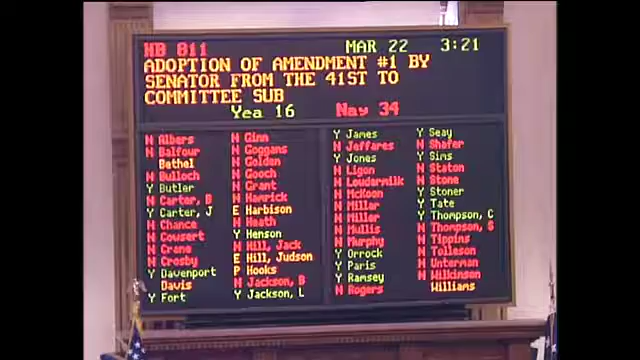 HB 811 MAR 22 3:21
ADOPTION OF AMENDMENT #1 BY
SENATOR FROM THE 41ST TO
COMMITTEE SUB
Yea 16 Nay 34
N Albers
N Balfour
Bethel
N Bulloch
Y Butler
N Carter, B
Y Carter, J
N Chance
N Cowsert
N Crane
N Crosby
Y Davenport
Davis
Y Fort
N Ginn
N Goggans
N Golden
N Gooch
N Grant
N Hamrick
E Harbison
N Heath
Y Henson
N Hill, Jack
E Hill, Judson
P Hooks
N Jackson, B
Y Jackson, L
Y James
N Jeffares
Y Jones
N Ligon
N Loudermilk
N McKoon
N Millar
N Miller
N Mullis
N Murphy
Y Orrock
Y Paris
Y Ramsey
N Rogers
Y Seay
N Shafer
Y Sims
N Staton
N Stone
Y Stoner
Y Tate
Y Thompson, C
N Thompson, S
N Tippins
N Tolleson
N Unterman
N Wilkinson
Williams